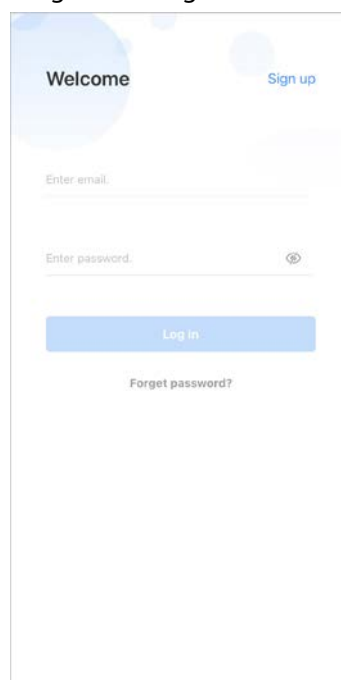 Welcome
Sign up
Enter email.
Enter password.
Log in
Forget password?